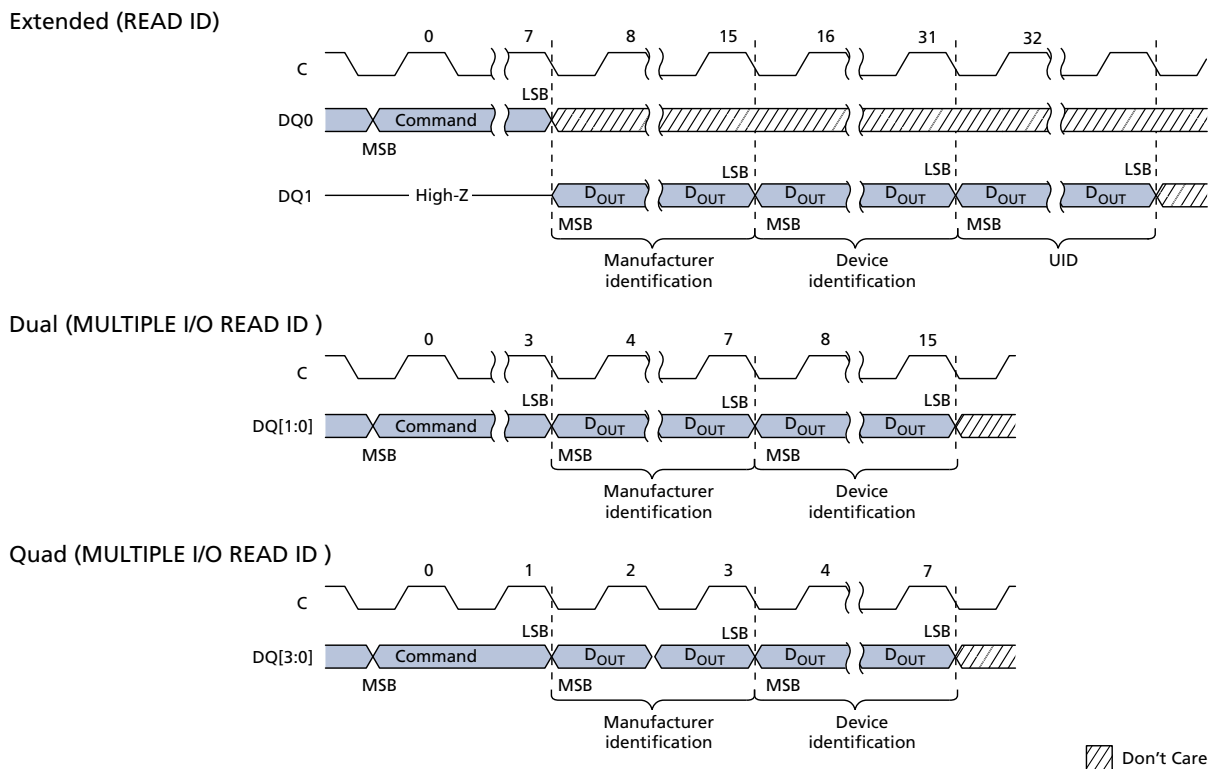 Extended (READ ID)
0 7 8 15 16 31 32
C
LSB
DQ0 Command
MSB
LSB LSB LSB
DQ1 High-Z DOUT DOUT DOUT DOUT DOUT DOUT
MSB MSB MSB
Manufacturer identification
Device identification
UID
Dual (MULTIPLE I/O READ ID )
0 3 4 7 8 15
C
LSB LSB LSB
DQ[1:0] Command DOUT DOUT DOUT DOUT
MSB MSB MSB
Manufacturer identification
Device identification
Quad (MULTIPLE I/O READ ID )
0 1 2 3 4 7
C
LSB LSB LSB
DQ[3:0] Command DOUT DOUT DOUT DOUT
MSB MSB MSB
Manufacturer identification
Device identification
Don't Care